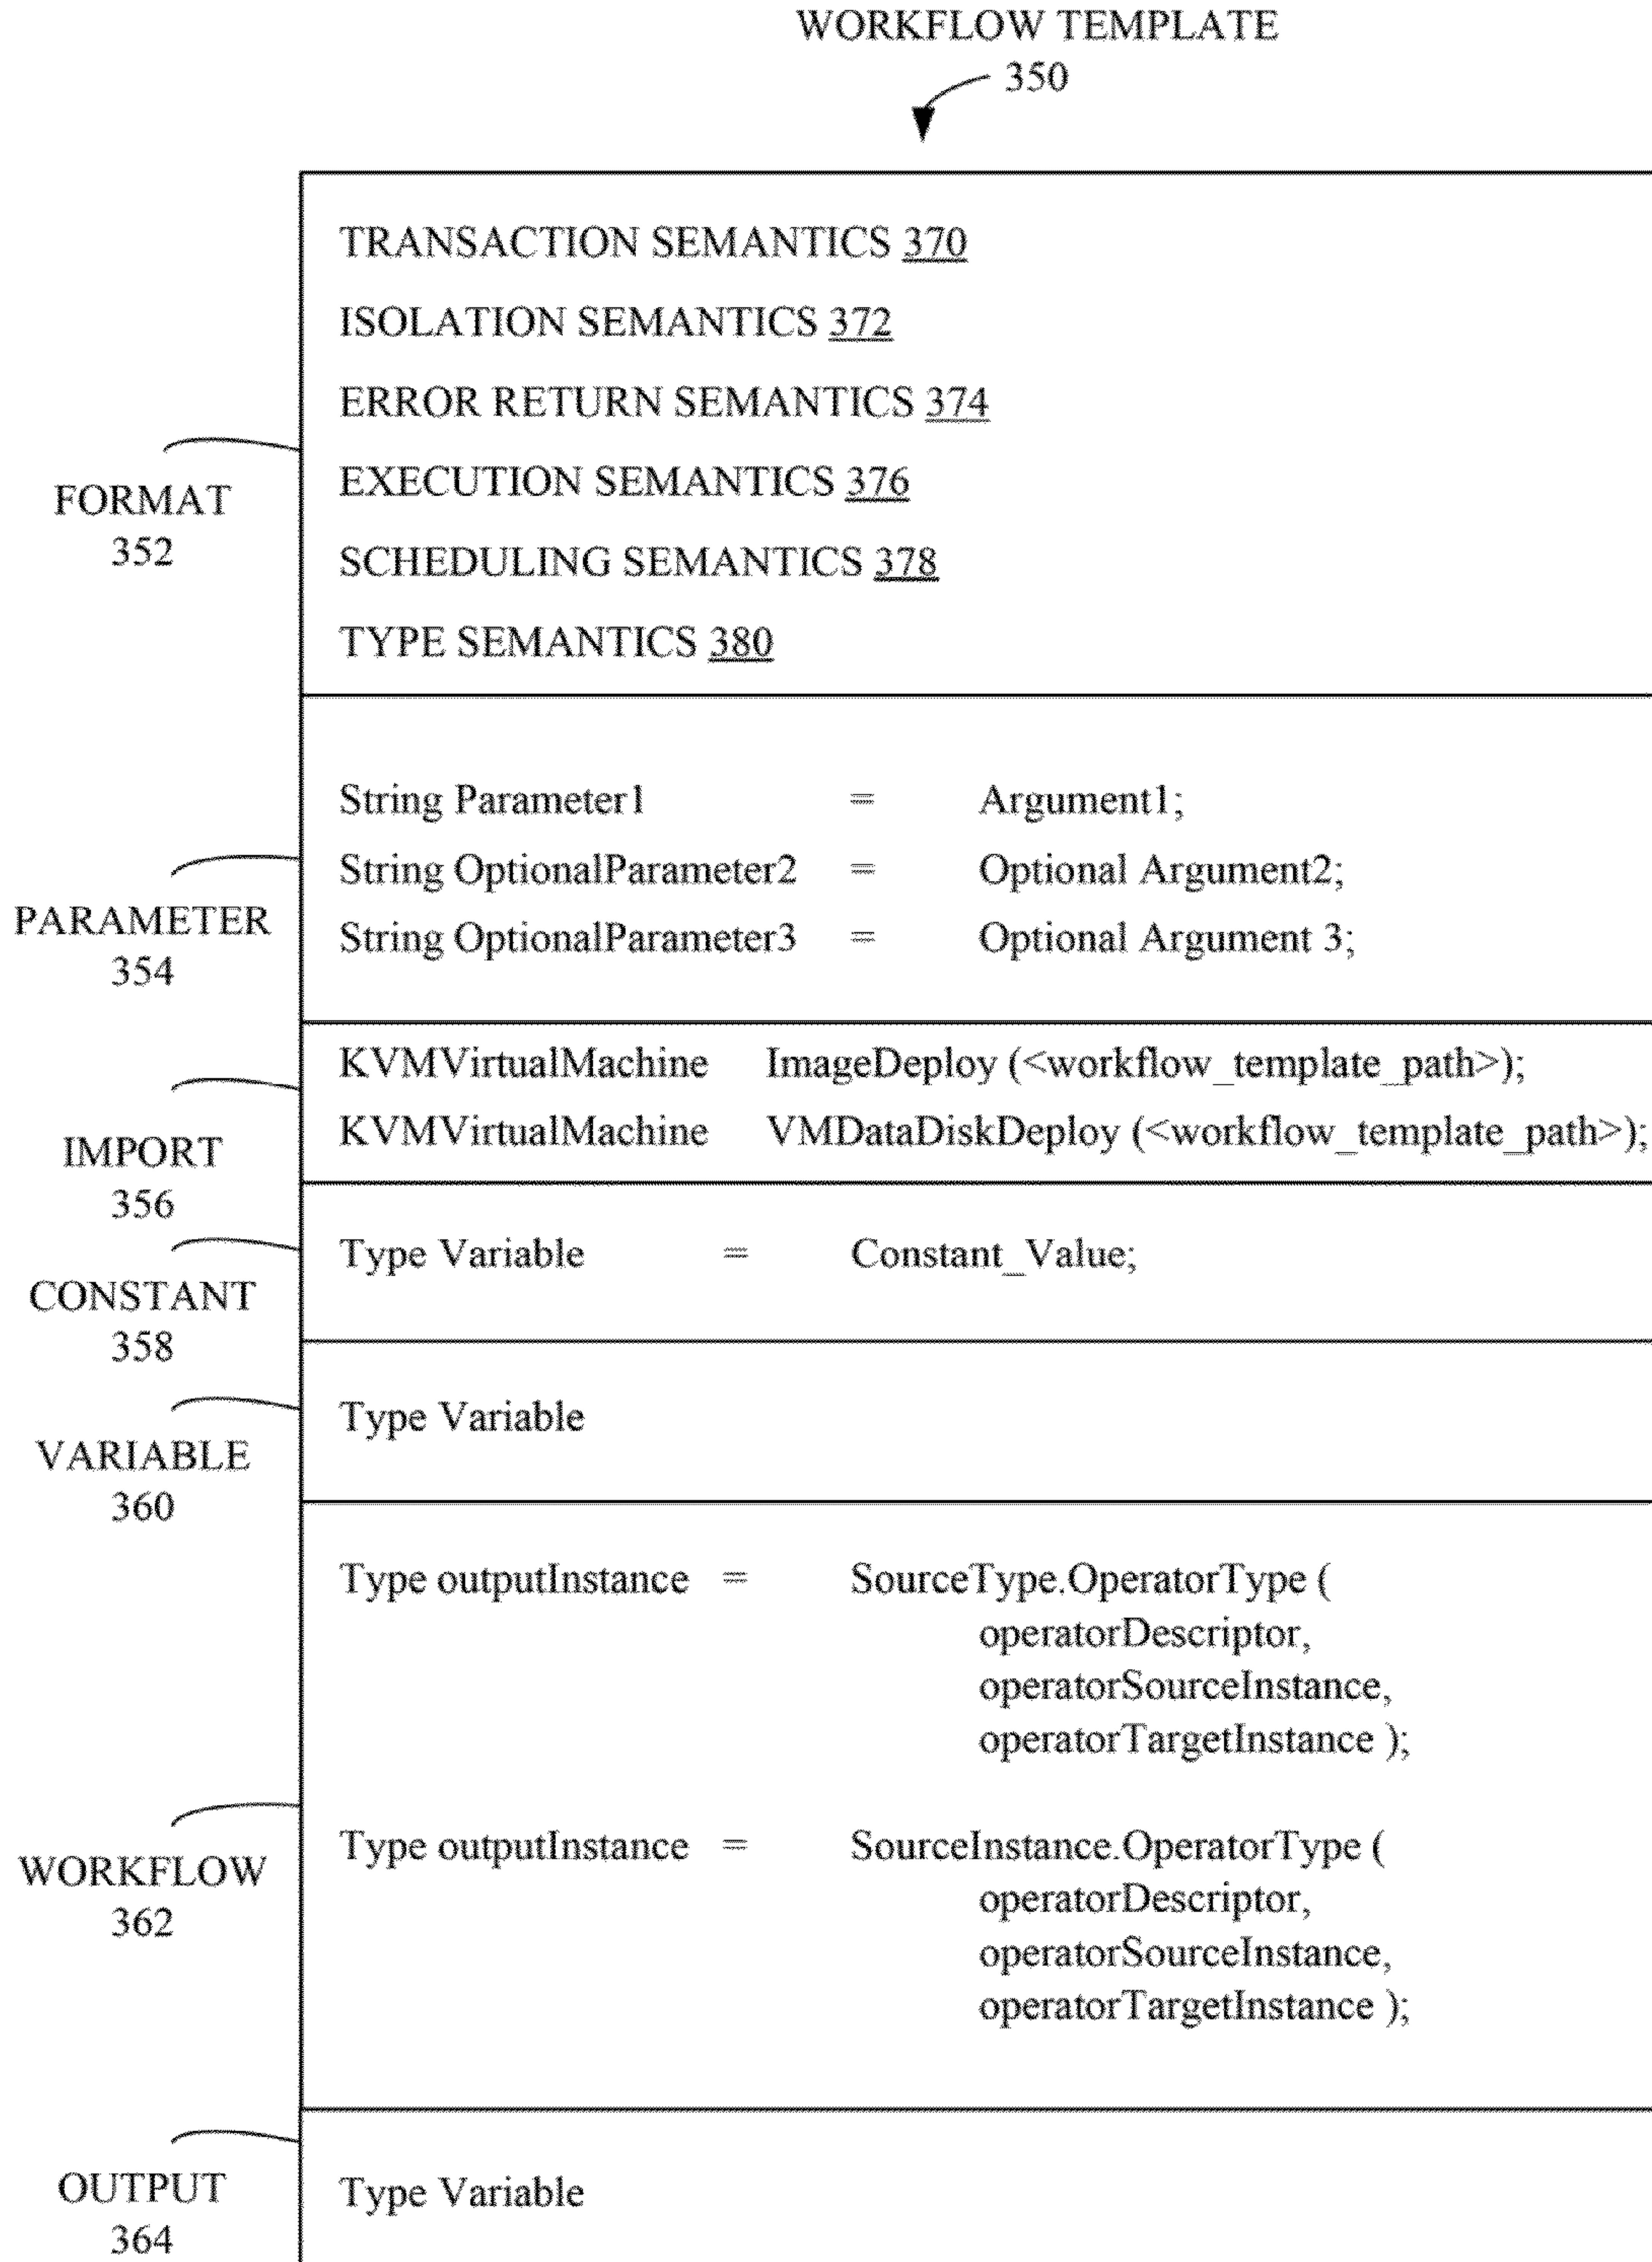 WORKFLOW TEMPLATE
350
TRANSACTION SEMANTICS 370
ISOLATION SEMANTICS 372
ERROR RETURN SEMANTICS 374
EXECUTION SEMANTICS 376
SCHEDULING SEMANTICS 378
TYPE SEMANTICS 380
FORMAT
352
String Parameter1 = Argument1;
String OptionalParameter2 = Optional Argument2;
String OptionalParameter3 = Optional Argument 3;
PARAMETER
354
KVMVirtualMachine ImageDeploy (<workflow_template_path>);
KVMVirtualMachine VMDataDiskDeploy (<workflow_template_path>);
IMPORT
356
Type Variable = Constant_Value;
CONSTANT
358
Type Variable
VARIABLE
360
Type outputInstance = SourceType.OperatorType (
operatorDescriptor,
operatorSourceInstance,
operatorTargetInstance );
Type outputInstance = SourceInstance.OperatorType (
operatorDescriptor,
operatorSourceInstance,
operatorTargetInstance );
WORKFLOW
362
Type Variable
OUTPUT
364